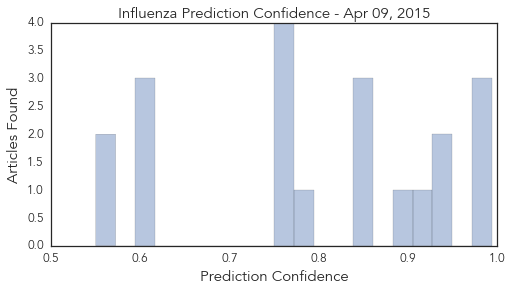 Influenza Prediction Confidence - Apr 09, 2015
4.0
3.5
3.0
2.5
2.0
1.5
1.0
0.5
0.0
Articles Found
0.5 0.6 0.7 0.8 0.9 1.0
Prediction Confidence